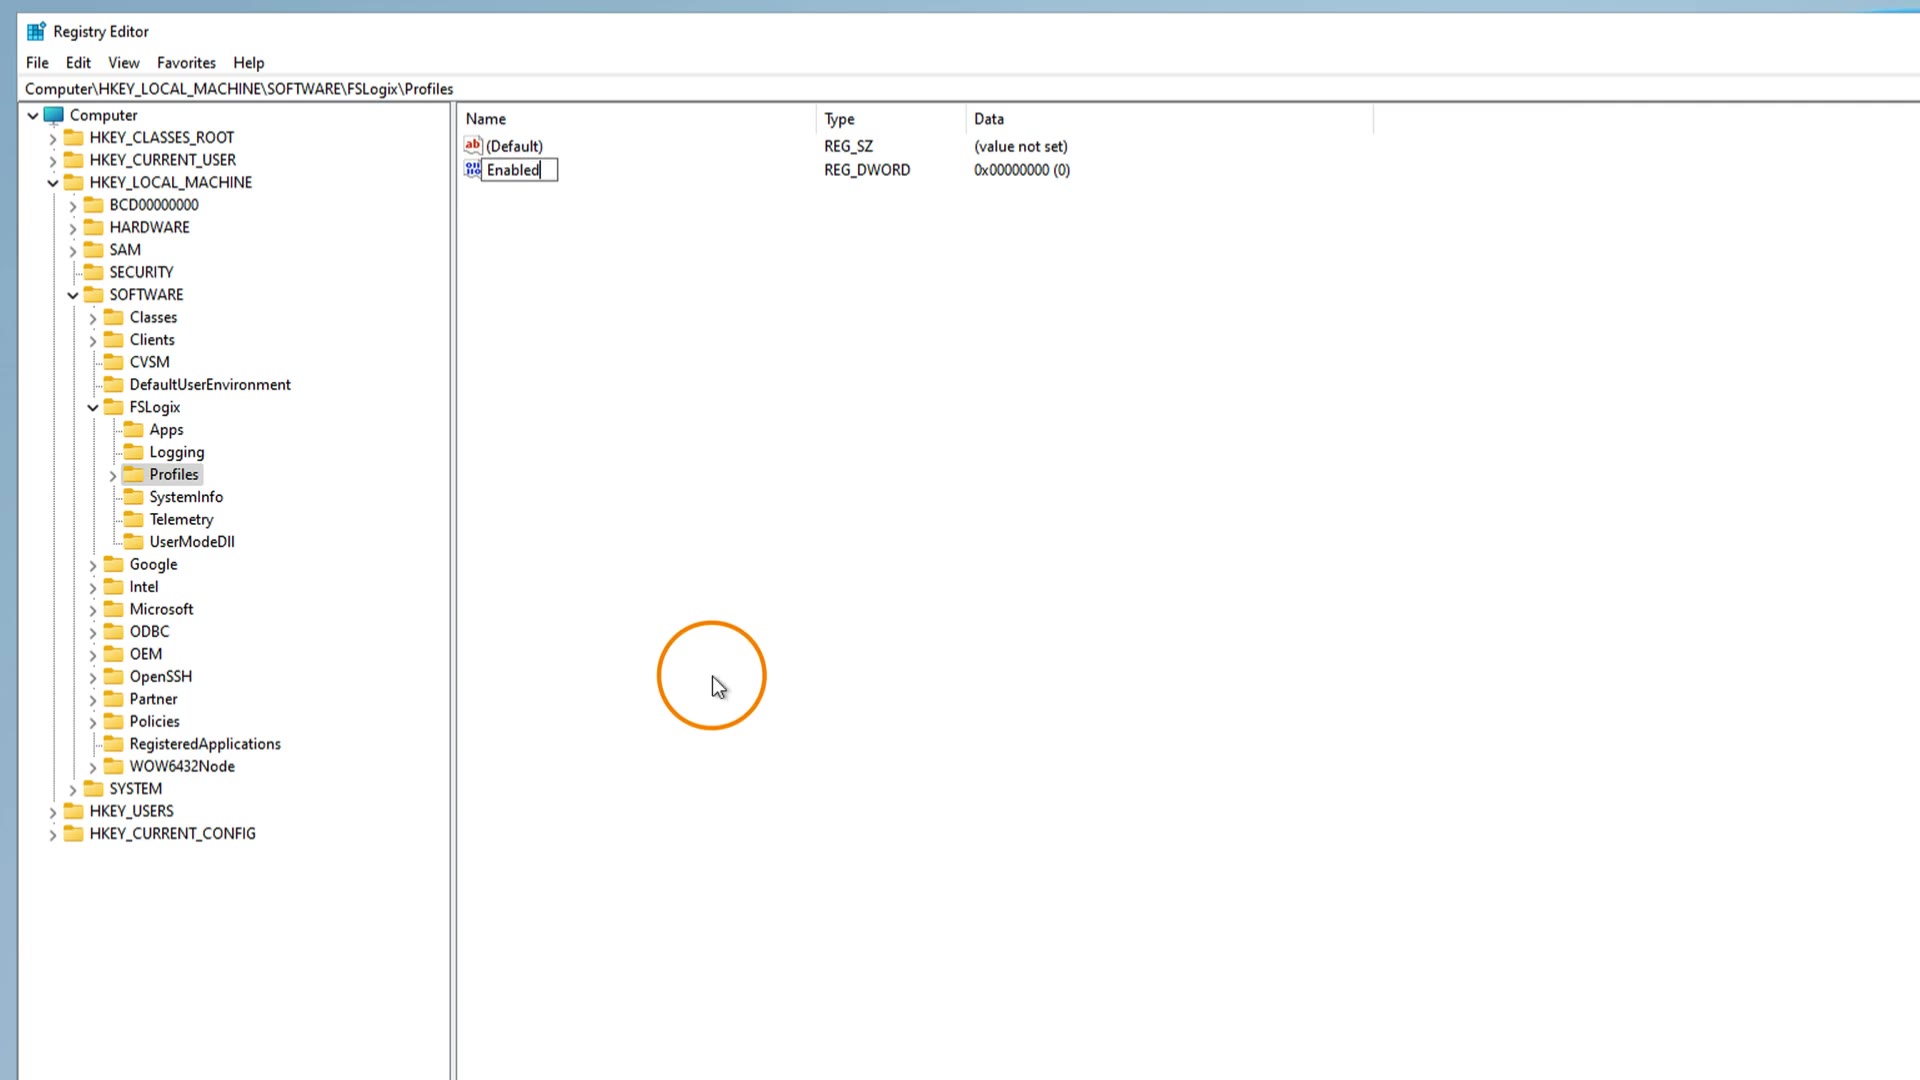 Registry Editor
File Edit View Favorites Help
Computer\HKEY_LOCAL_MACHINE\SOFTWARE\FSLogix\Profiles
Computer
HKEY_CLASSES_ROOT
HKEY_CURRENT_USER
HKEY_LOCAL_MACHINE
BCD00000000
HARDWARE
SAM
SECURITY
SOFTWARE
Classes
Clients
CVSM
DefaultUserEnvironment
FSLogix
Apps
Logging
Profiles
SystemInfo
Telemetry
UserModeDll
Google
Intel
Microsoft
ODBC
OEM
OpenSSH
Partner
Policies
RegisteredApplications
WOW6432Node
SYSTEM
HKEY_USERS
HKEY_CURRENT_CONFIG
Name Type Data
(Default) REG_SZ (value not set)
Enabled REG_DWORD 0x00000000 (0)